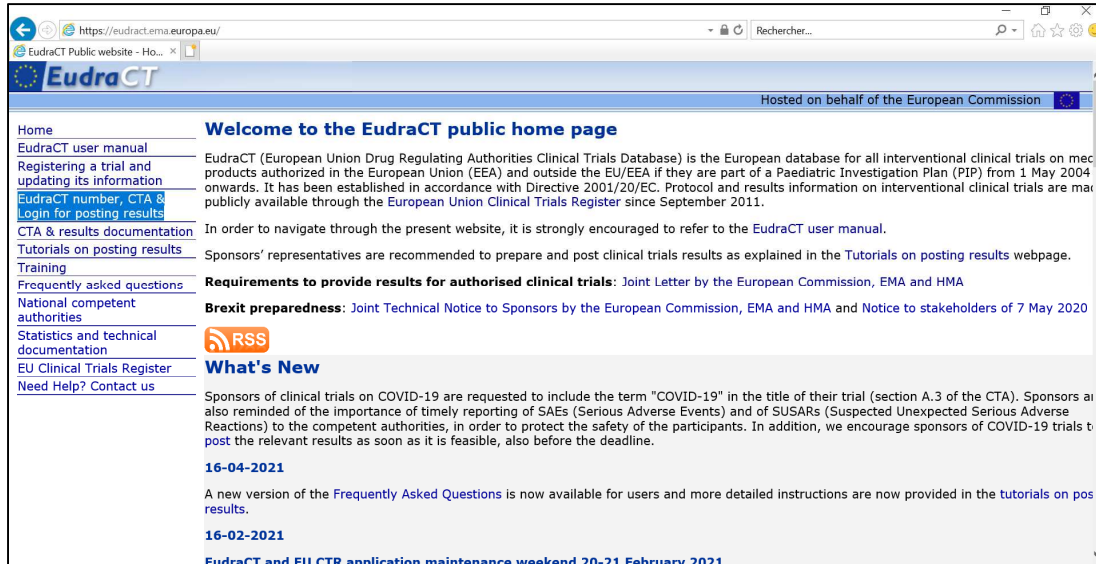 https://eudract.ema.europa.eu/
Rechercher...
EudraCT Public website - Ho...
EudraCT
Hosted on behalf of the European Commission
Home
EudraCT user manual
Registering a trial and
updating its information
EudraCT number, CTA &
Login for posting results
CTA & results documentation
Tutorials on posting results
Training
Frequently asked questions
National competent
authorities
Statistics and technical
documentation
EU Clinical Trials Register
Need Help? Contact us
Welcome to the EudraCT public home page
EudraCT (European Union Drug Regulating Authorities Clinical Trials Database) is the European database for all interventional clinical trials on
products authorized in the European Union (EEA) and outside the EU/EEA if they are part of a Paediatric Investigation Plan (PIP) from 1 May 2004
onwards. It has been established in accordance with Directive 2001/20/EC. Protocol and results information on interventional clinical trials are
publicly available through the European Union Clinical Trials Register since September 2011.
In order to navigate through the present website, it is strongly encouraged to refer to the EudraCT user manual.
Sponsors' representatives are recommended to prepare and post clinical trials results as explained in the Tutorials on posting results webpage.
Requirements to provide results for authorised clinical trials: Joint Letter by the European Commission, EMA and HMA
Brexit preparedness: Joint Technical Notice to Sponsors by the European Commission, EMA and HMA and Notice to stakeholders of 7 May 2020
RSS
What's New
Sponsors of clinical trials on COVID-19 are requested to include the term "COVID-19" in the title of their trial (section A.3 of the CTA). Sponsors
also reminded of the importance of timely reporting of SAEs (Serious Adverse Events) and of SUSARs (Suspected Unexpected Serious Adverse
Reactions) to the competent authorities, in order to protect the safety of the participants. In addition, we encourage sponsors of COVID-19 trials
post the relevant results as soon as it is feasible, also before the deadline.
16-04-2021
A new version of the Frequently Asked Questions is now available for users and more detailed instructions are now provided in the tutorials on
results.
16-02-2021
EudraCT and EU CTR application maintenance weekend 20-21 February 2021